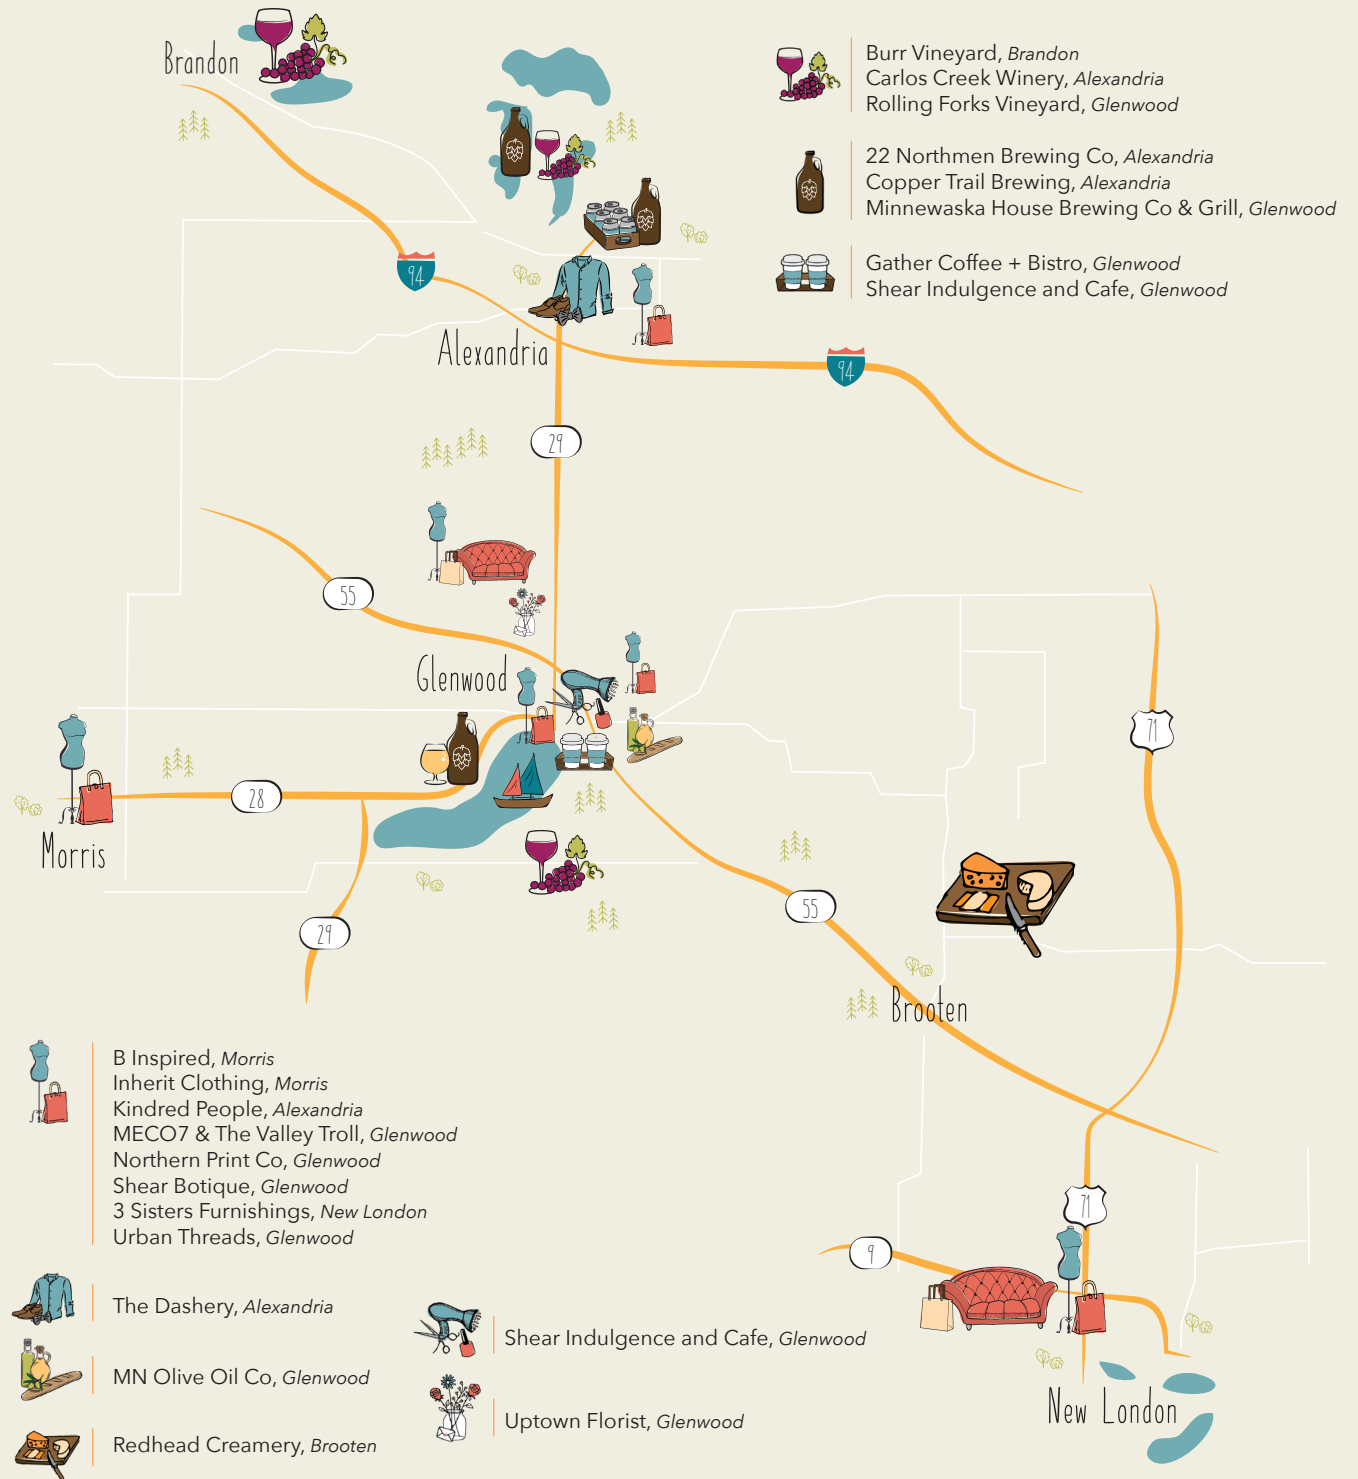 Brandon
Burr Vineyard, Brandon
Carlos Creek Winery, Alexandria
Rolling Forks Vineyard, Glenwood
22 Northmen Brewing Co, Alexandria
Copper Trail Brewing, Alexandria
Minnewaska House Brewing Co & Grill, Glenwood
Gather Coffee + Bistro, Glenwood
Shear Indulgence and Cafe, Glenwood
94
Alexandria
94
29
55
Glenwood
71
28
Morris
55
29
Brooten
B Inspired, Morris
Inherit Clothing, Morris
Kindred People, Alexandria
MECO7 & The Valley Troll, Glenwood
Northern Print Co, Glenwood
Shear Botique, Glenwood
3 Sisters Furnishings, New London
Urban Threads, Glenwood
71
9
The Dashery, Alexandria
Shear Indulgence and Cafe, Glenwood
MN Olive Oil Co, Glenwood
New London
Uptown Florist, Glenwood
Redhead Creamery, Brooten